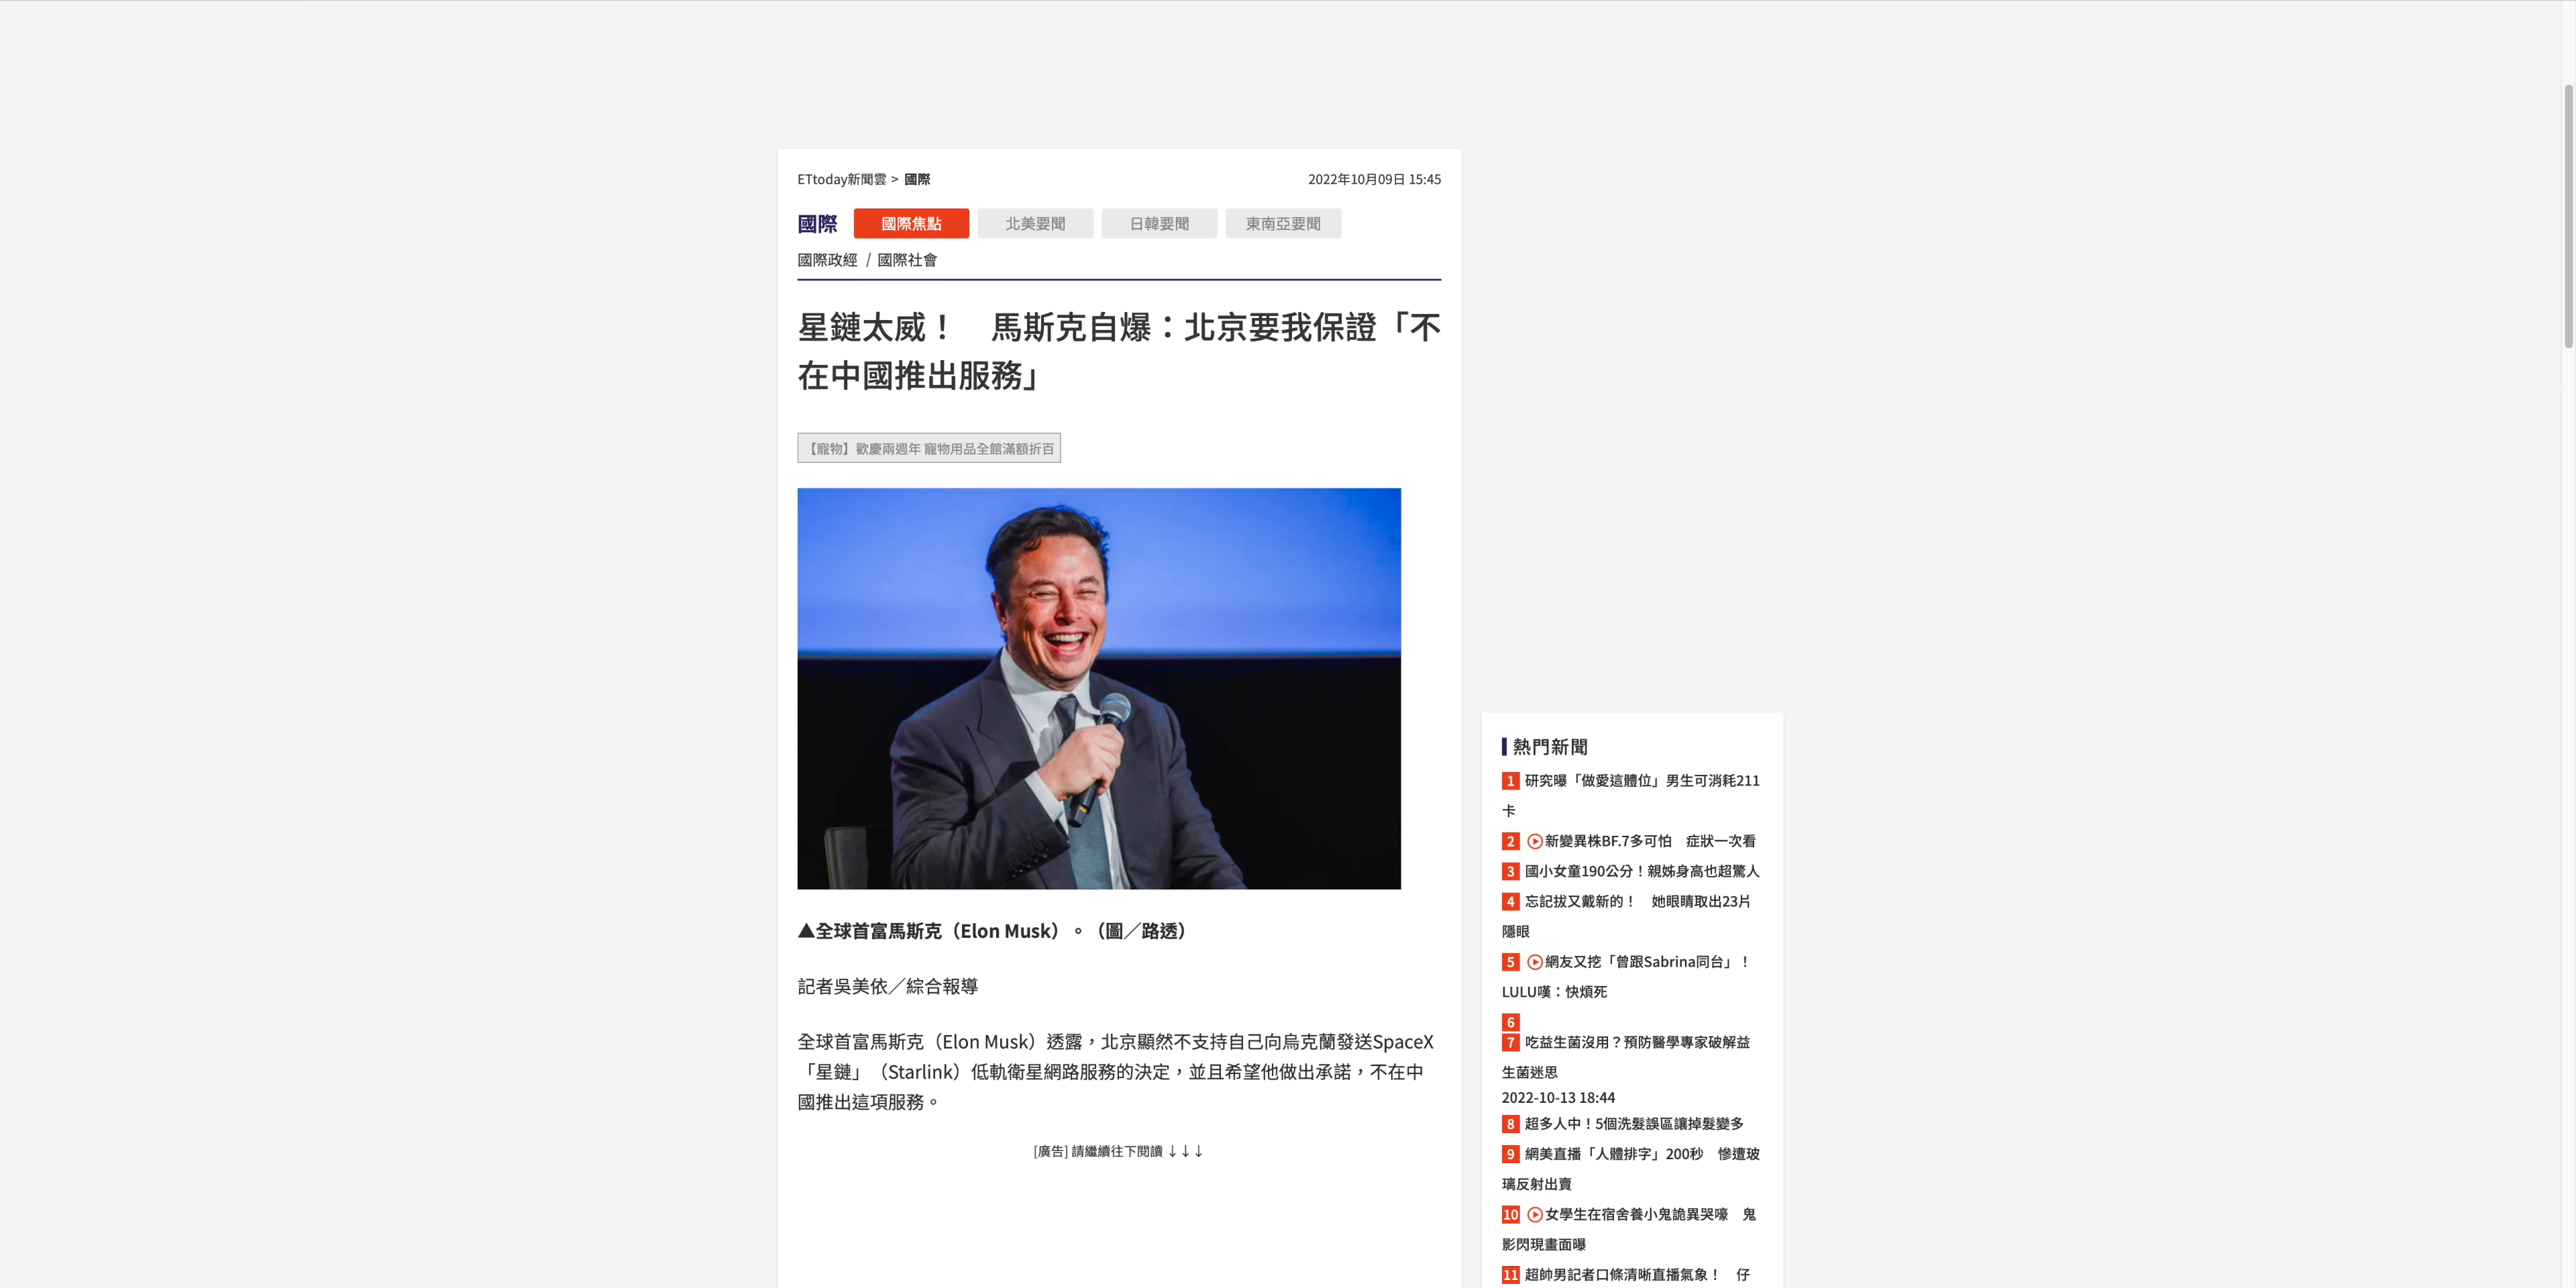 ETtoday新聞雲 > 國際
2022年10月09日 15:45
國際 國際焦點 北美要聞 日韓要聞 東南亞要聞
國際政經 / 國際社會
星鏈太威！　馬斯克自爆：北京要我保證「不
在中國推出服務」
【寵物】歡慶兩週年 寵物用品全館滿額折百
▲全球首富馬斯克（Elon Musk）。（圖／路透）
記者吳美依／綜合報導
全球首富馬斯克（Elon Musk）透露，北京顯然不支持自己向烏克蘭發送SpaceX
「星鏈」（Starlink）低軌衛星網路服務的決定，並且希望他做出承諾，不在中
國推出這項服務。
[廣告] 請繼續往下閱讀 ↓↓↓
熱門新聞
1 研究曝「做愛這體位」男生可消耗211
卡
2 新變異株BF.7多可怕　症狀一次看
3 國小女童190公分！親姊身高也超驚人
4 忘記拔又戴新的！　她眼睛取出23片
隱眼
5 網友又挖「曾跟Sabrina同台」！
LULU嘆：快煩死
6
7 吃益生菌沒用？預防醫學專家破解益
生菌迷思
2022-10-13 18:44
8 超多人中！5個洗髮誤區讓掉髮變多
9 網美直播「人體排字」200秒　慘遭玻
璃反射出賣
10 女學生在宿舍養小鬼詭異哭嚎　鬼
影閃現畫面曝
11 超帥男記者口條清晰直播氣象！　仔